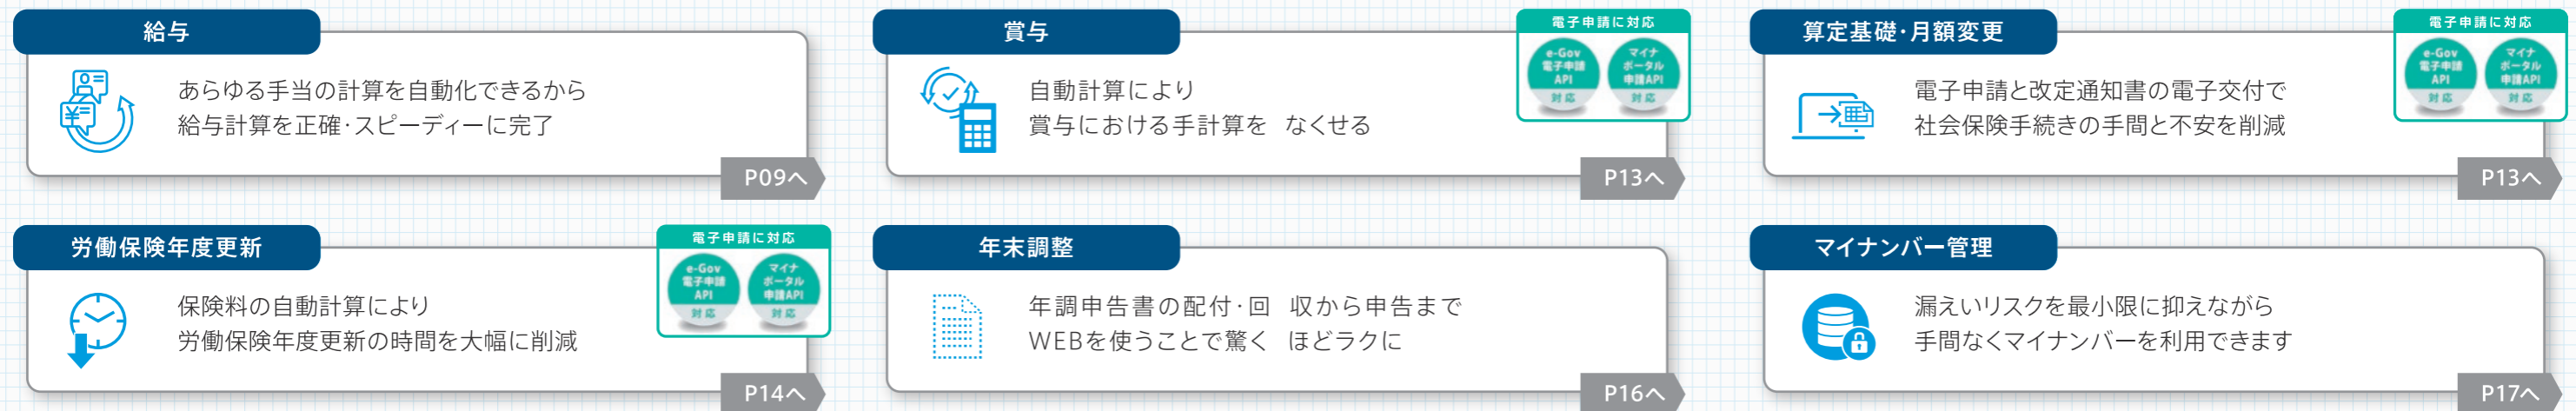 給与
あらゆる手当の計算を自動化できるから
給与計算を正確・スピーディーに完了
P09へ
賞与
電子申請に対応
e-Gov
電子申請
API
対応
マイナ
ポータル
申請API
対応
自動計算により
賞与における手計算を なくせる
P13へ
算定基礎・月額変更
電子申請に対応
e-Gov
電子申請
API
対応
マイナ
ポータル
申請API
対応
電子申請と改定通知書の電子交付で
社会保険手続きの手間と不安を削減
P13へ
労働保険年度更新
電子申請に対応
e-Gov
電子申請
API
対応
マイナ
ポータル
申請API
対応
保険料の自動計算により
労働保険年度更新の時間を大幅に削減
P14へ
年末調整
年調申告書の配付・回 収から申告まで
WEBを使うことで驚く ほどラクに
P16へ
マイナンバー管理
漏えいリスクを最小限に抑えながら
手間なくマイナンバーを利用できます
P17へ